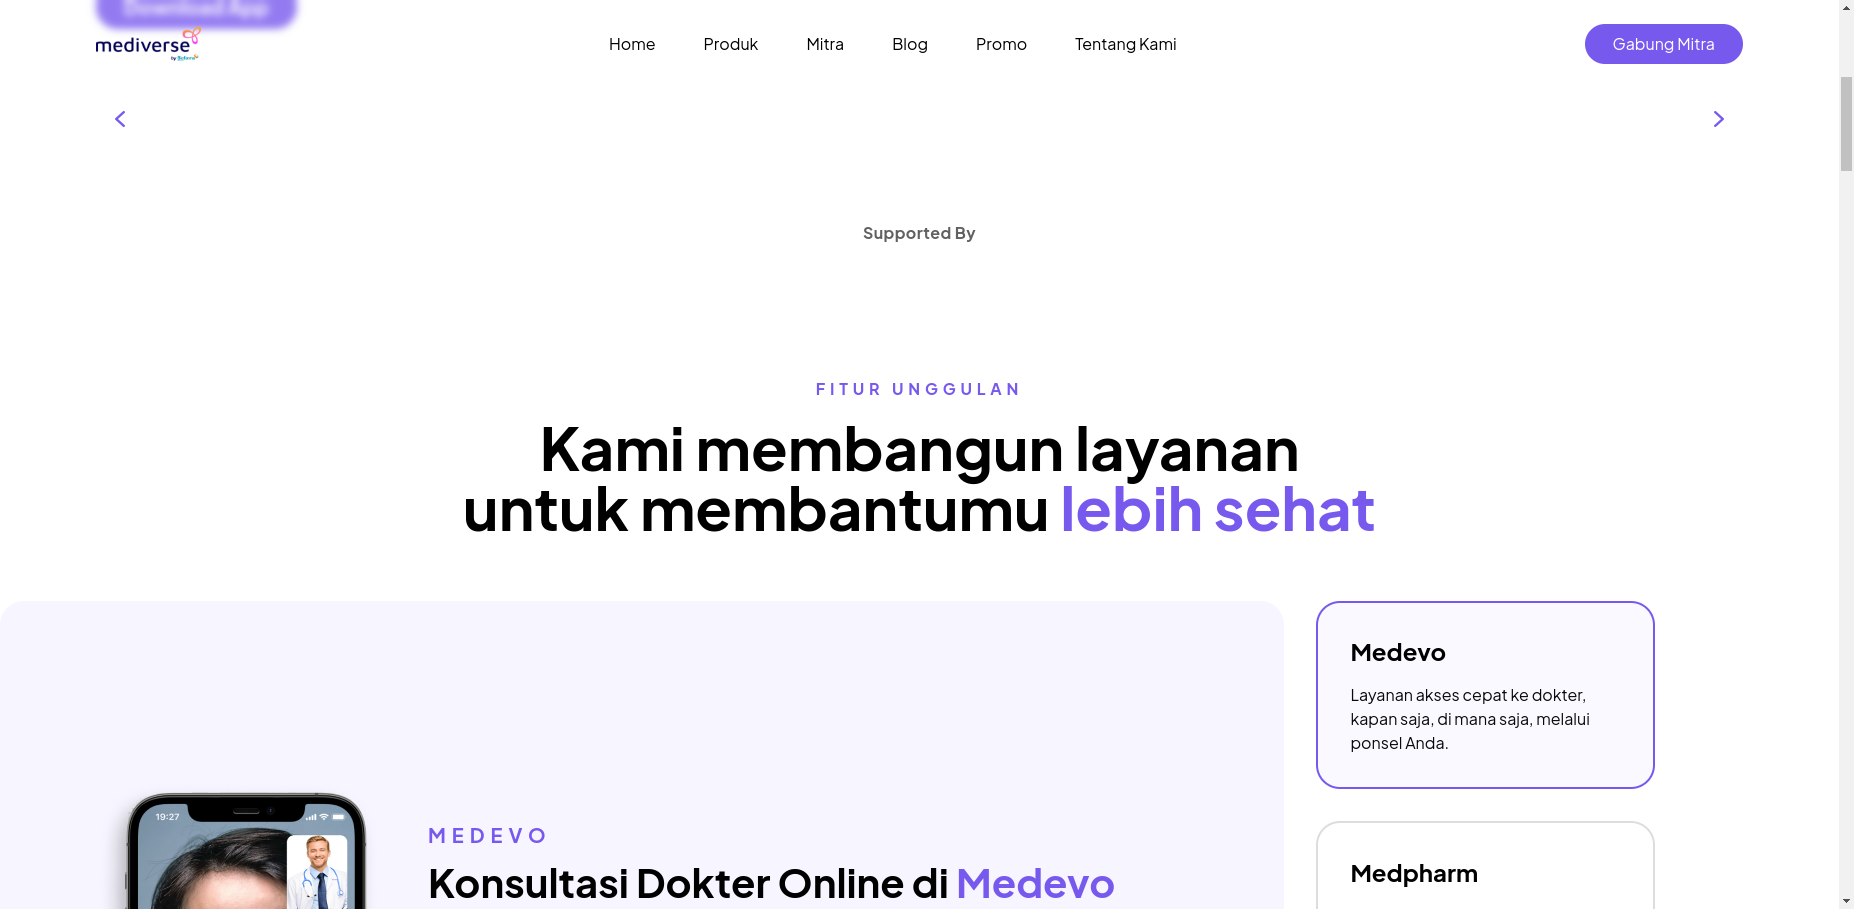 Download App
mediverse
by
Home
Produk
Mitra
Blog
Promo
Tentang Kami
Gabung Mitra
Supported By
FITUR UNGGULAN
Kami membangun layanan
untuk membantumu lebih sehat
Medevo
Layanan akses cepat ke dokter,
kapan saja, di mana saja, melalui
ponsel Anda.
19:27
MEDEVO
Konsultasi Dokter Online di Medevo
Medpharm